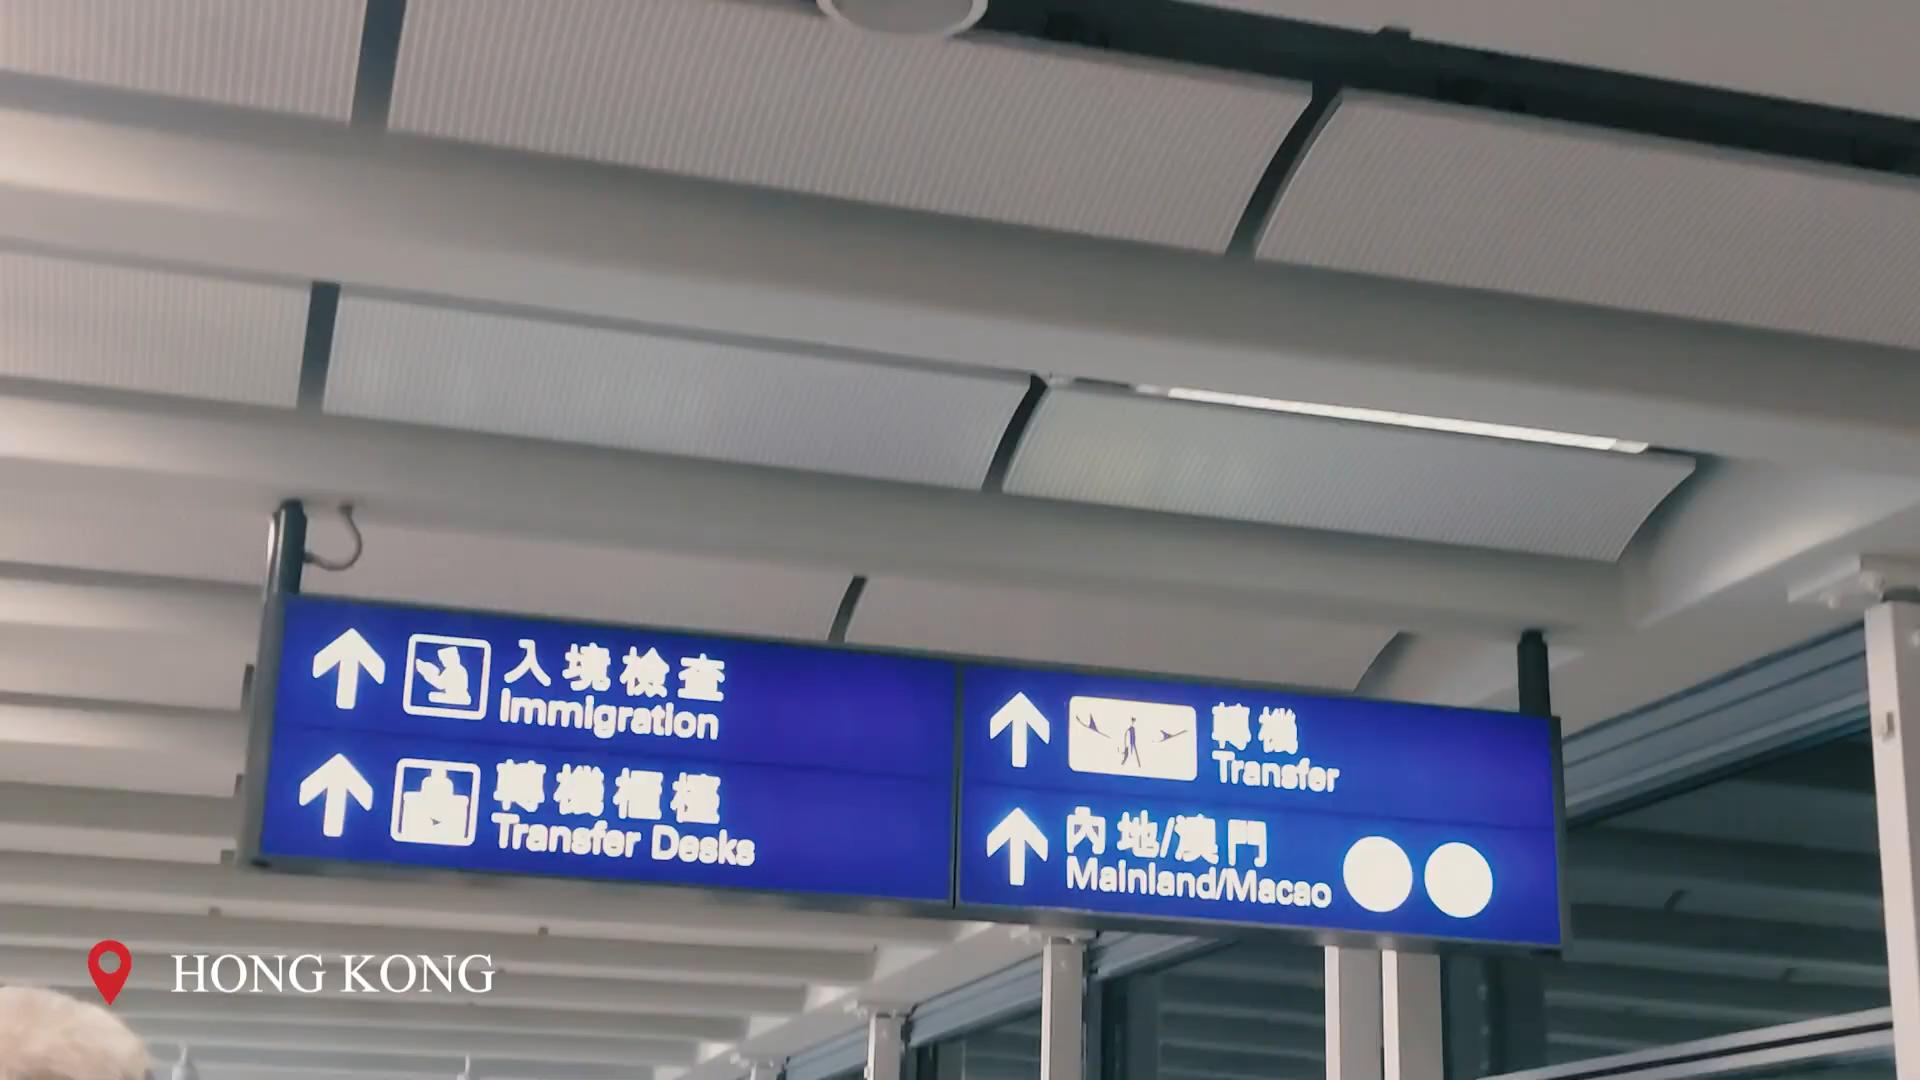 入境檢查
Immigration
轉機櫃檯
Transfer Desks
轉機
Transfer
內地/澳門
Mainland/Macao
HONG KONG